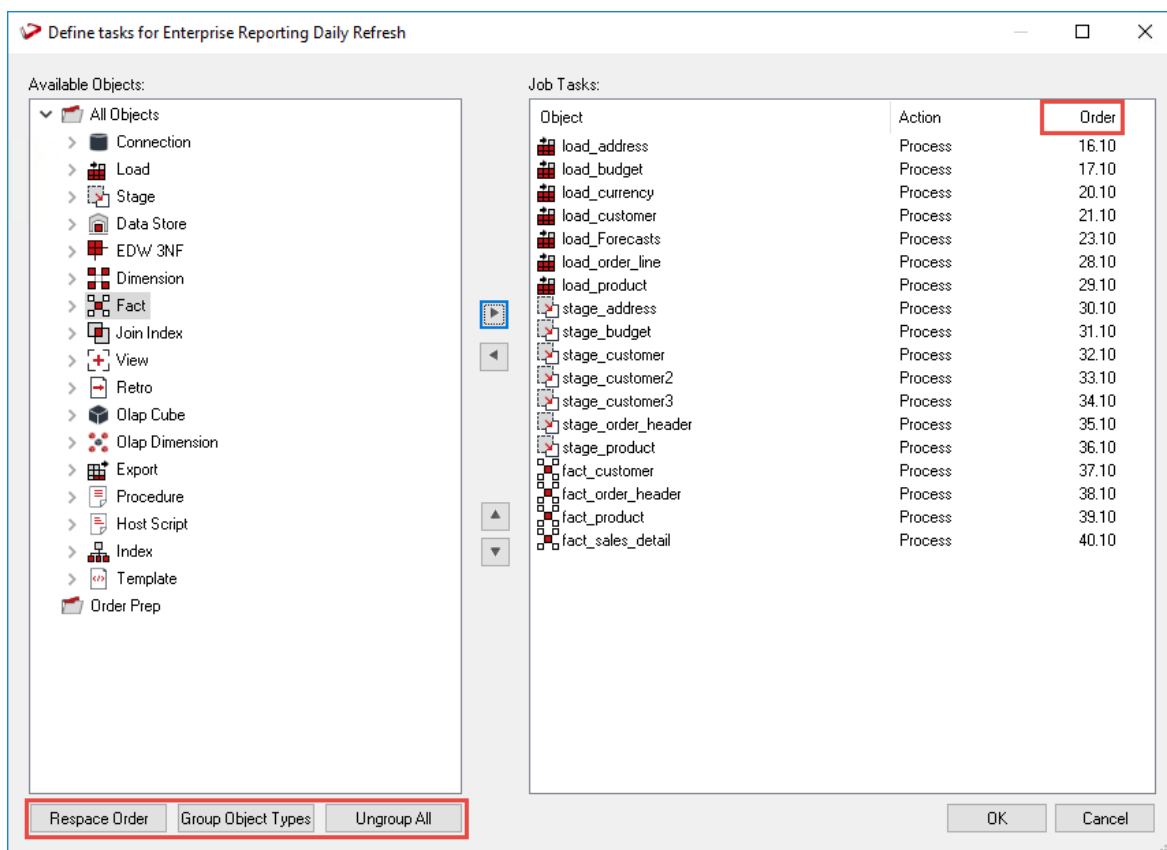 Define tasks for Enterprise Reporting Daily Refresh
Available Objects:
All Objects
Connection
Load
Stage
Data Store
EDW 3NF
Dimension
Fact
Join Index
View
Retro
Olap Cube
Olap Dimension
Export
Procedure
Host Script
Index
Template
Order Prep
Job Tasks:
Object Action Order
load_address Process 16.10
load_budget Process 17.10
load_currency Process 20.10
load_customer Process 21.10
load_Forecasts Process 23.10
load_order_line Process 28.10
load_product Process 29.10
stage_address Process 30.10
stage_budget Process 31.10
stage_customer Process 32.10
stage_customer2 Process 33.10
stage_customer3 Process 34.10
stage_order_header Process 35.10
stage_product Process 36.10
fact_customer Process 37.10
fact_order_header Process 38.10
fact_product Process 39.10
fact_sales_detail Process 40.10
Respace Order Group Object Types Ungroup All OK Cancel